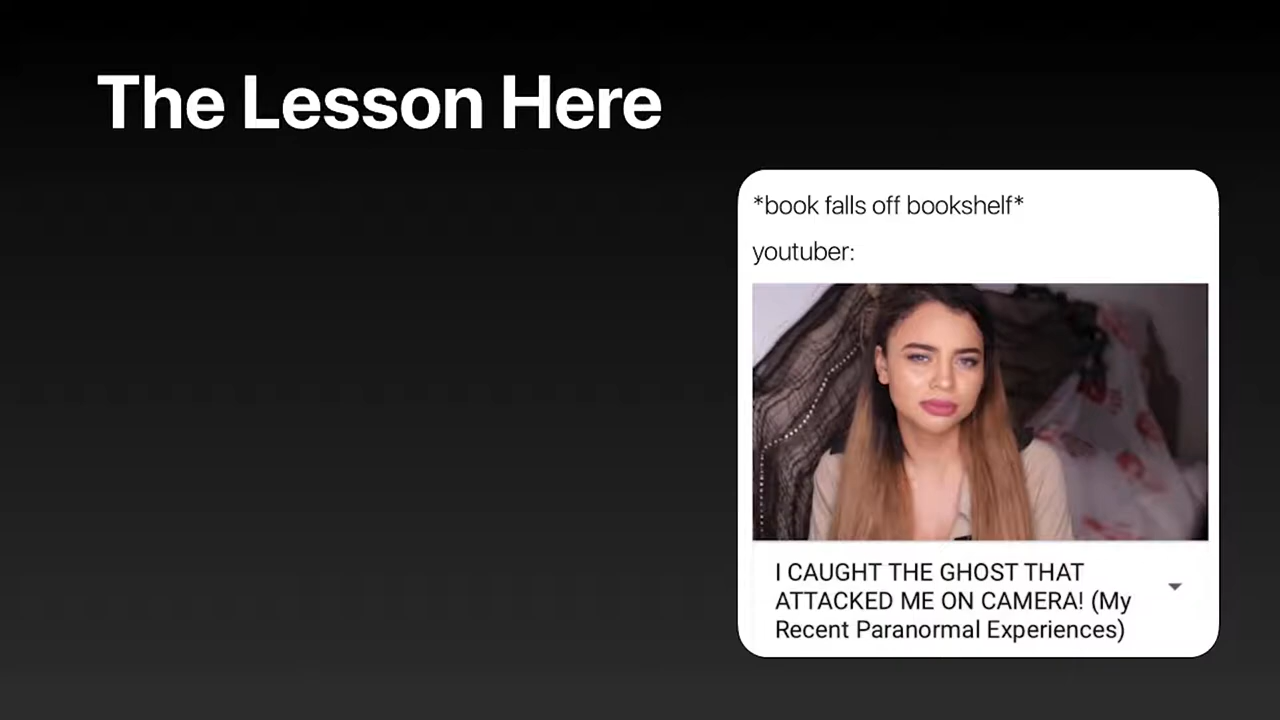 The Lesson Here
*book falls off bookshelf*
youtuber:
I CAUGHT THE GHOST THAT
ATTACKED ME ON CAMERA! (My
Recent Paranormal Experiences)